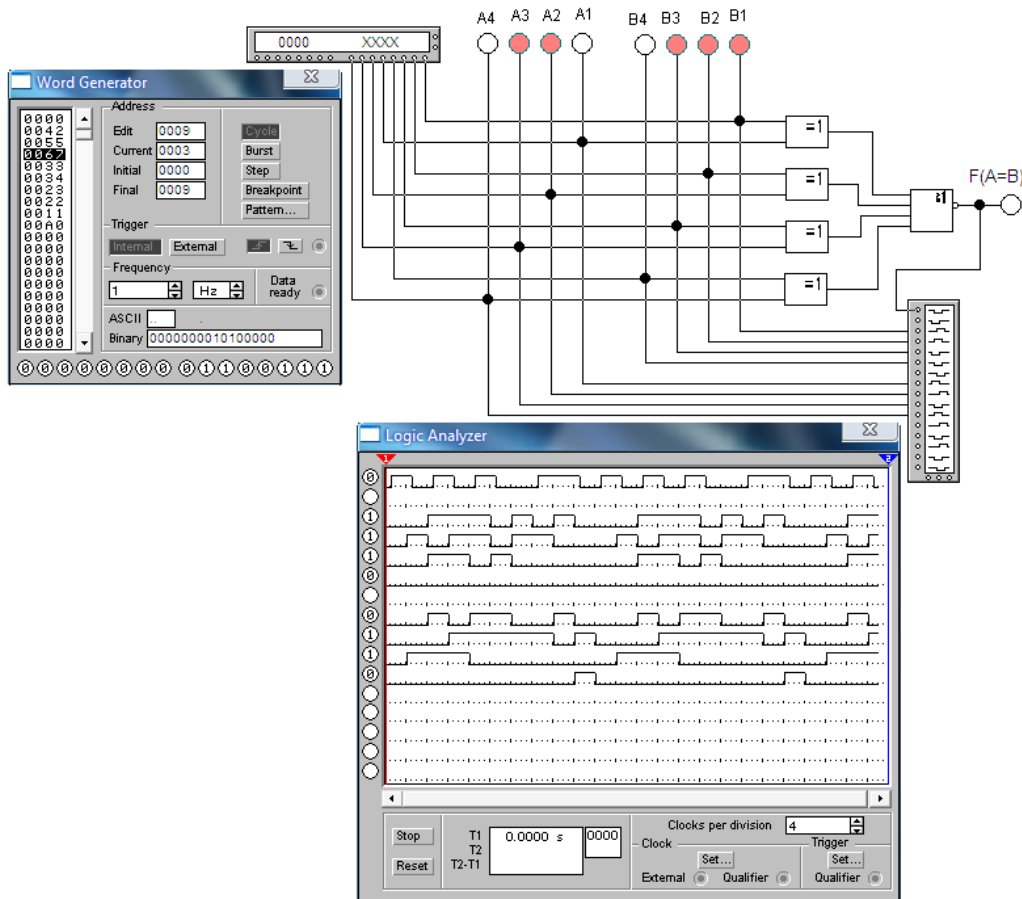 A4 A3 A2 A1 B4 B3 B2 B1
0000 XXXX
Word Generator
0000
0042
0055
0067
0033
0034
0023
0022
0011
00A0
0000
0000
0000
0000
0000
0000
0000
0000
0000
Address
Edit 0009
Current 0003
Initial 0000
Final 0009
Cycle
Burst
Step
Breakpoint
Pattern...
Trigger
Internal External
Frequency
1 Hz
Data ready
ASCII ..  .
Binary 0000000010100000
0 0 0 0 0 0 0 0 0 1 1 0 0 1 1 1
=1
=1
=1
=1
F(A=B)
Logic Analyzer
1 2
0
1
1
1
0
0
1
1
0
Stop
Reset
T1 0.0000 s 0000
T2
T2-T1
Clocks per division 4
Clock
Set...
External Qualifier
Trigger
Set...
Qualifier